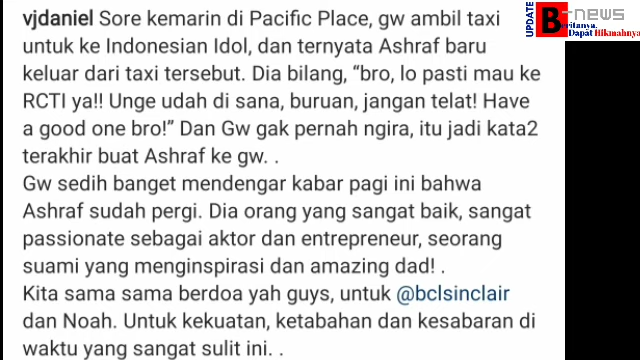 vjdaniel Sore kemarin di Pacific Place, gw ambil taxi
untuk ke Indonesian Idol, dan ternyata Ashraf baru
keluar dari taxi tersebut. Dia bilang, “bro, lo pasti mau ke
RCTI ya!! Unge udah di sana, buruan, jangan telat! Have
a good one bro!” Dan Gw gak pernah ngira, itu jadi kata2
terakhir buat Ashraf ke gw. .
Gw sedih banget mendengar kabar pagi ini bahwa
Ashraf sudah pergi. Dia orang yang sangat baik, sangat
passionate sebagai aktor dan entrepreneur, seorang
suami yang menginspirasi dan amazing dad! .
Kita sama sama berdoa yah guys, untuk @bclsinclair
dan Noah. Untuk kekuatan, ketabahan dan kesabaran di
waktu yang sangat sulit ini. .
UPDATE
B-news
Beritanya,
Dapat Hikmahnya